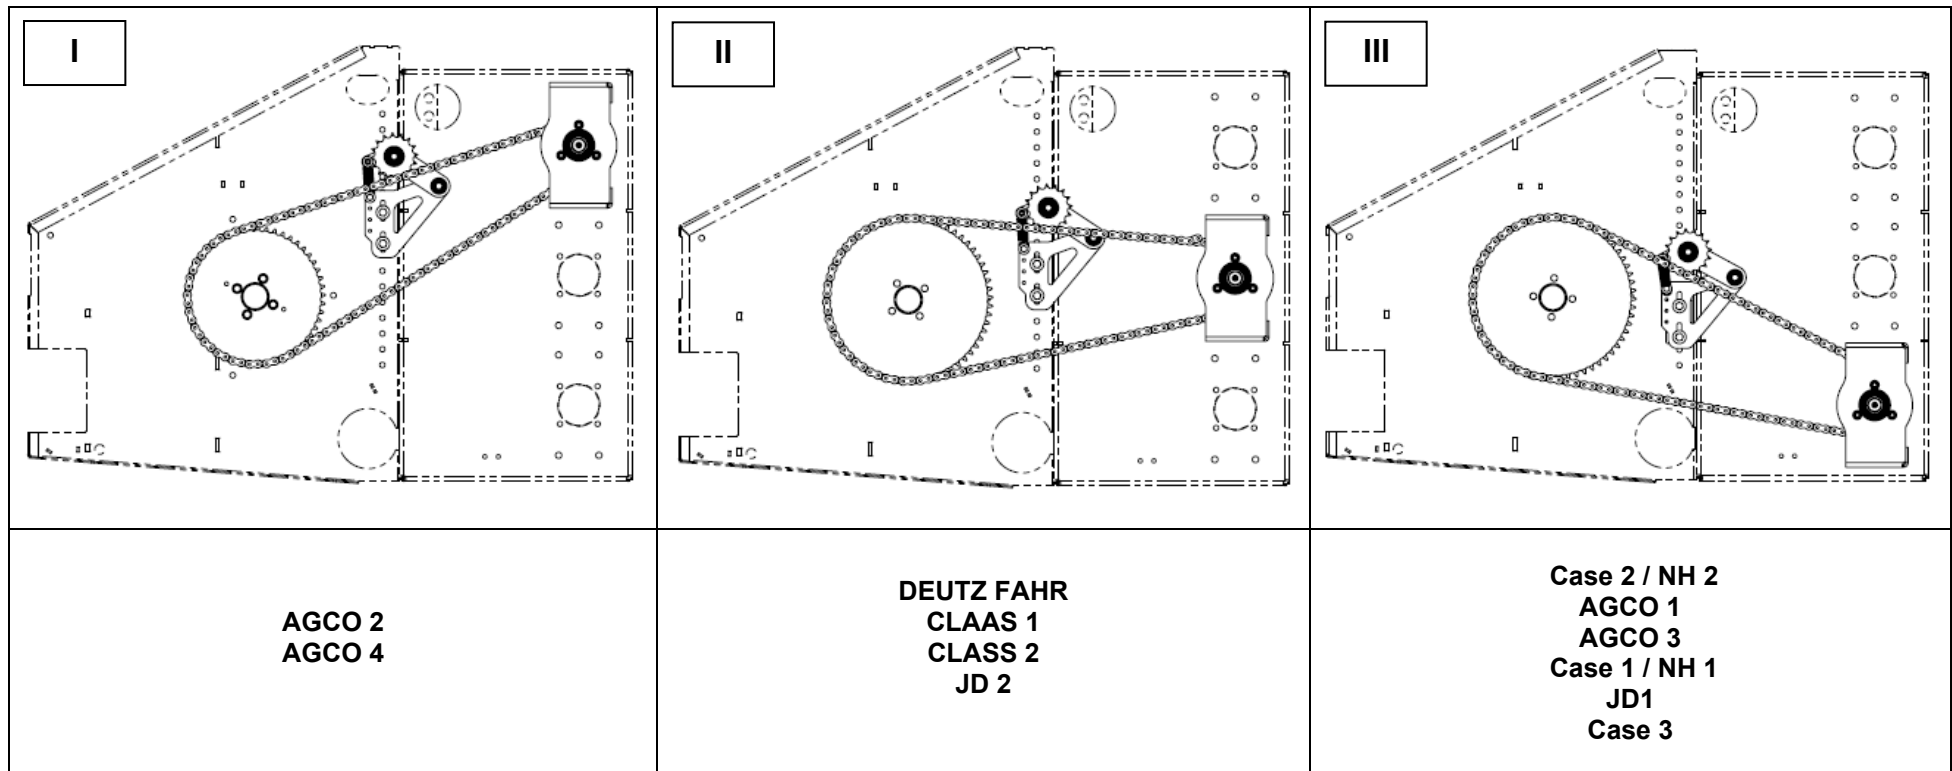 I
II
III
AGCO 2
AGCO 4
DEUTZ FAHR
CLAAS 1
CLASS 2
JD 2
Case 2 / NH 2
AGCO 1
AGCO 3
Case 1 / NH 1
JD1
Case 3